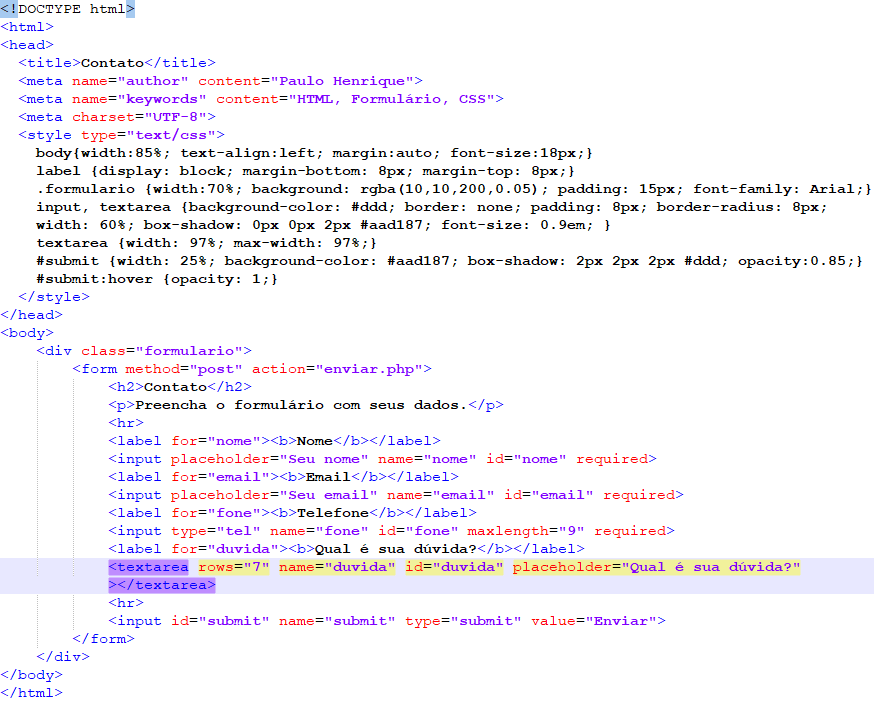 <!DOCTYPE html>
<html>
<head>
<title>Contato</title>
<meta name="author" content="Paulo Henrique">
<meta name="keywords" content="HTML, Formulário, CSS">
<meta charset="UTF-8">
<style type="text/css">
body{width:85%; text-align:left; margin:auto; font-size:18px;}
label {display: block; margin-bottom: 8px; margin-top: 8px;}
.formulario {width:70%; background: rgba(10,10,200,0.05); padding: 15px; font-family: Arial;}
input, textarea {background-color: #ddd; border: none; padding: 8px; border-radius: 8px;
width: 60%; box-shadow: 0px 0px 2px #aad187; font-size: 0.9em; }
textarea {width: 97%; max-width: 97%;}
#submit {width: 25%; background-color: #aad187; box-shadow: 2px 2px 2px #ddd; opacity:0.85;}
#submit:hover {opacity: 1;}
</style>
</head>
<body>
<div class="formulario">
<form method="post" action="enviar.php">
<h2>Contato</h2>
<p>Preencha o formulário com seus dados.</p>
<hr>
<label for="nome"><b>Nome</b></label>
<input placeholder="Seu nome" name="nome" id="nome" required>
<label for="email"><b>Email</b></label>
<input placeholder="Seu email" name="email" id="email" required>
<label for="fone"><b>Telefone</b></label>
<input type="tel" name="fone" id="fone" maxlength="9" required>
<label for="duvida"><b>Qual é sua dúvida?</b></label>
<textarea rows="7" name="duvida" id="duvida" placeholder="Qual é sua dúvida?"
></textarea>
<hr>
<input id="submit" name="submit" type="submit" value="Enviar">
</form>
</div>
</body>
</html>